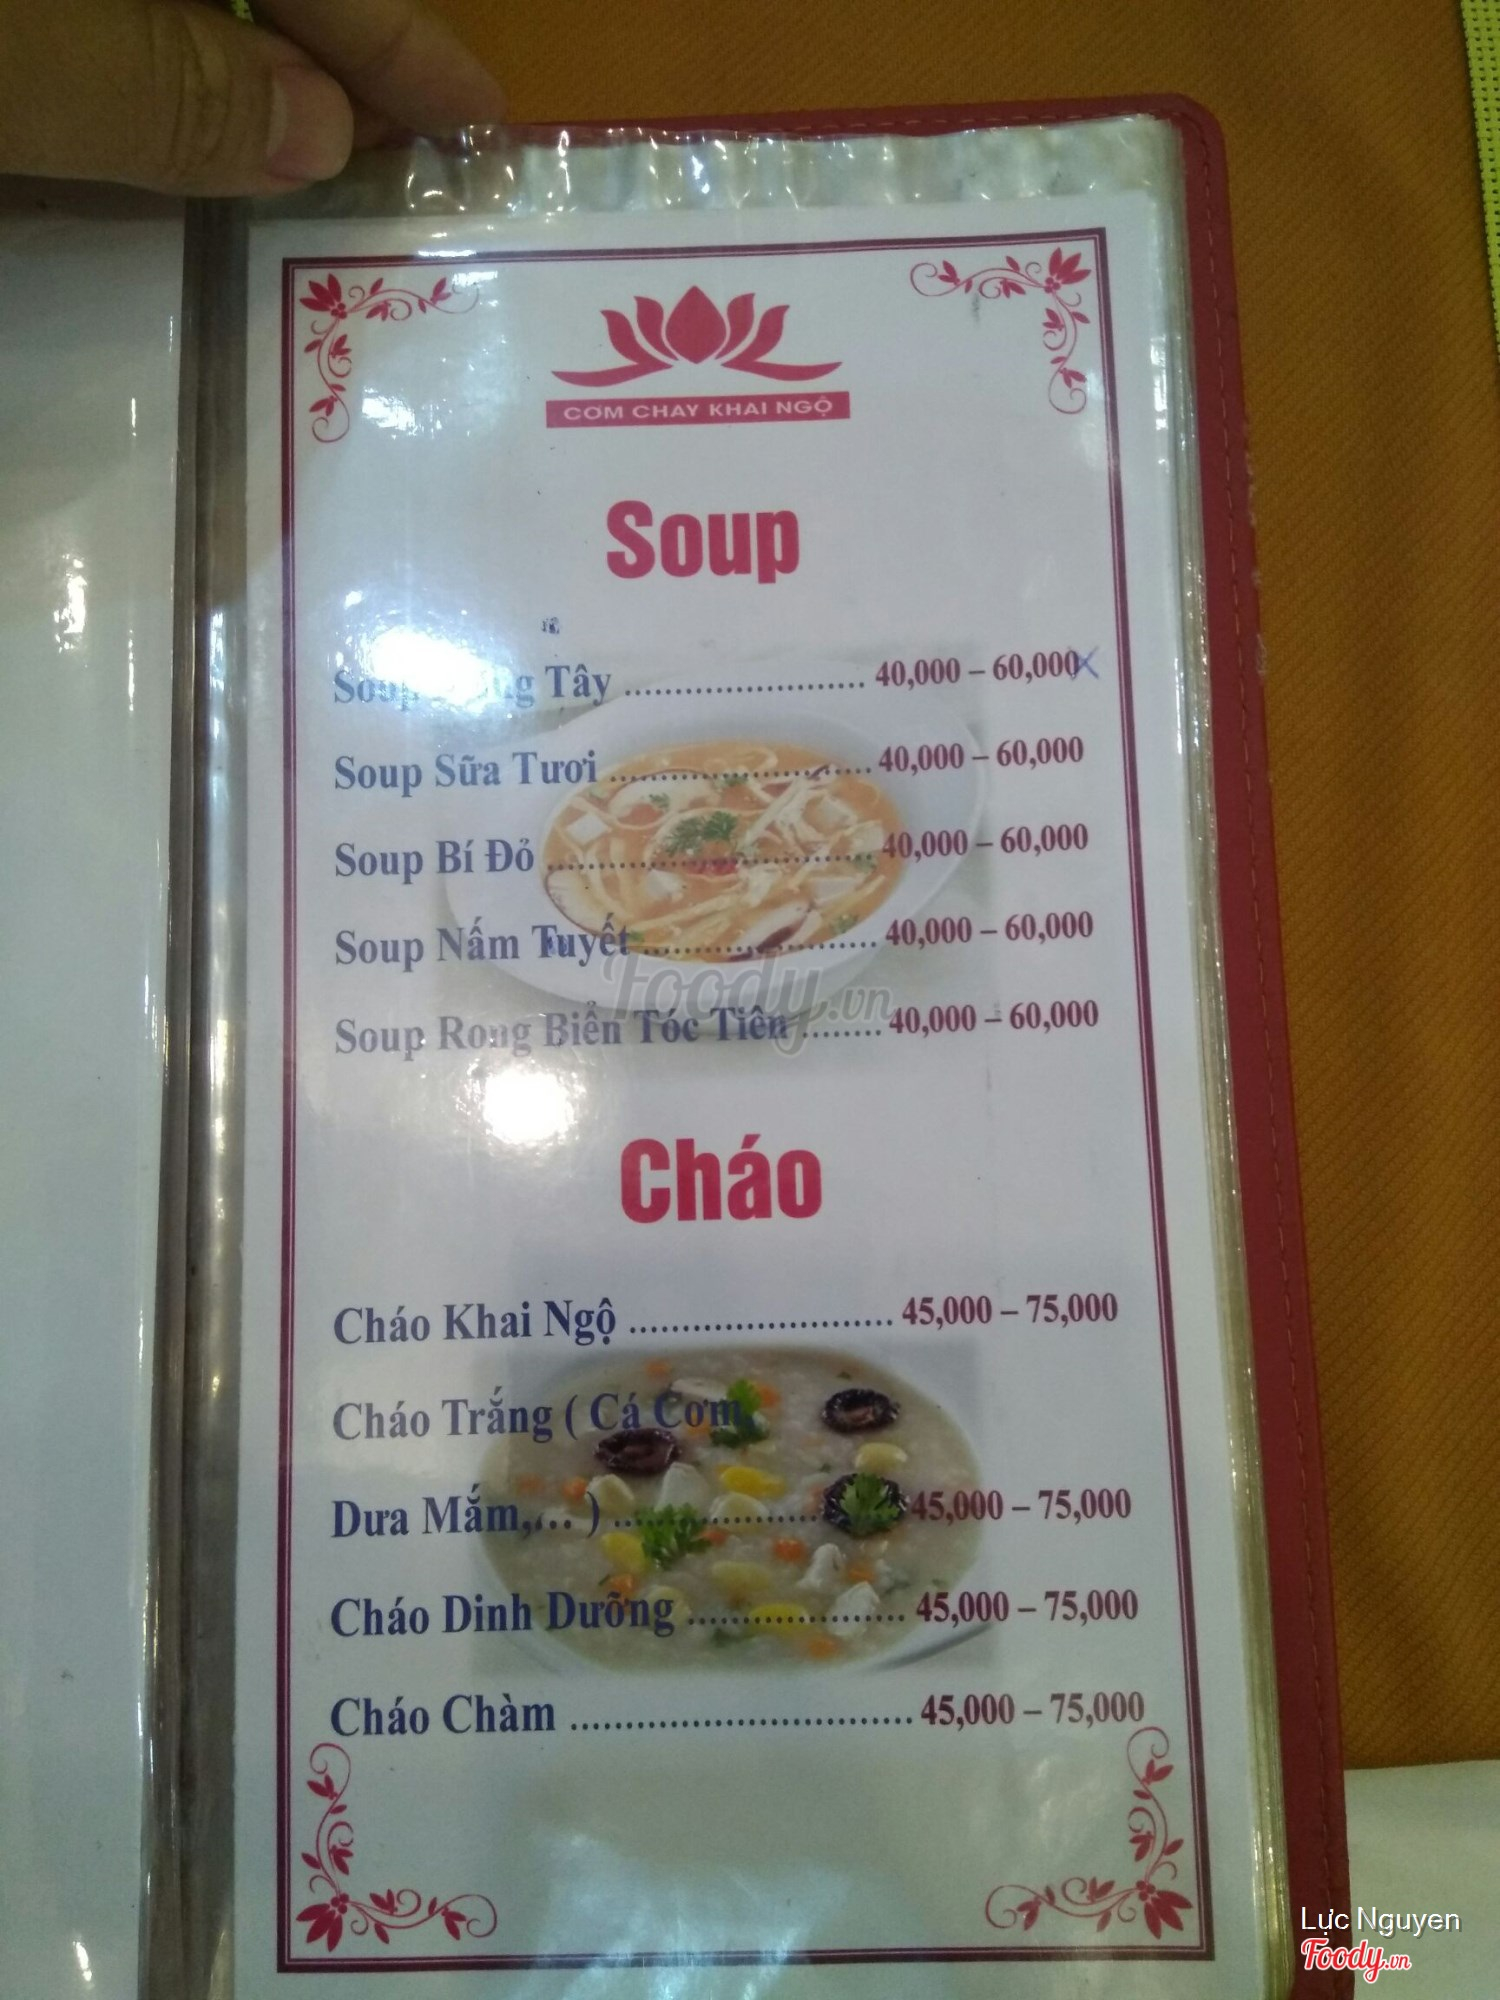 CƠM CHAY KHAI NGỘ
Soup
Soup Tây ........................ 40,000 – 60,000
Soup Sữa Tươi .......................... 40,000 – 60,000
Soup Bí Đỏ ................................ 40,000 – 60,000
Soup Nấm Tuyết ....................... 40,000 – 60,000
Foody.vn
Soup Rong Biển Tóc Tiên ........ 40,000 – 60,000
Cháo
Cháo Khai Ngộ ......................... 45,000 – 75,000
Cháo Trắng ( Cá Cơm,
Dưa Mắm,... ) ............................ 45,000 – 75,000
Cháo Dinh Dưỡng .................... 45,000 – 75,000
Cháo Chàm ................................ 45,000 – 75,000
Lực Nguyen
Foody.vn